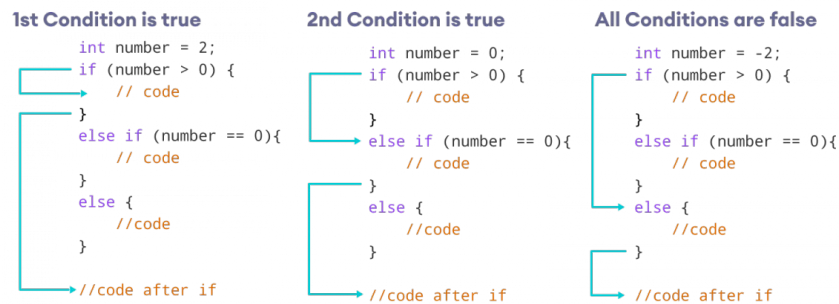 1st Condition is true
int number = 2;
if (number > 0) {
// code
}
else if (number == 0){
// code
}
else {
//code
}
//code after if
2nd Condition is true
int number = 0;
if (number > 0) {
// code
}
else if (number == 0){
// code
}
else {
//code
}
//code after if
All Conditions are false
int number = -2;
if (number > 0) {
// code
}
else if (number == 0){
// code
}
else {
//code
}
//code after if